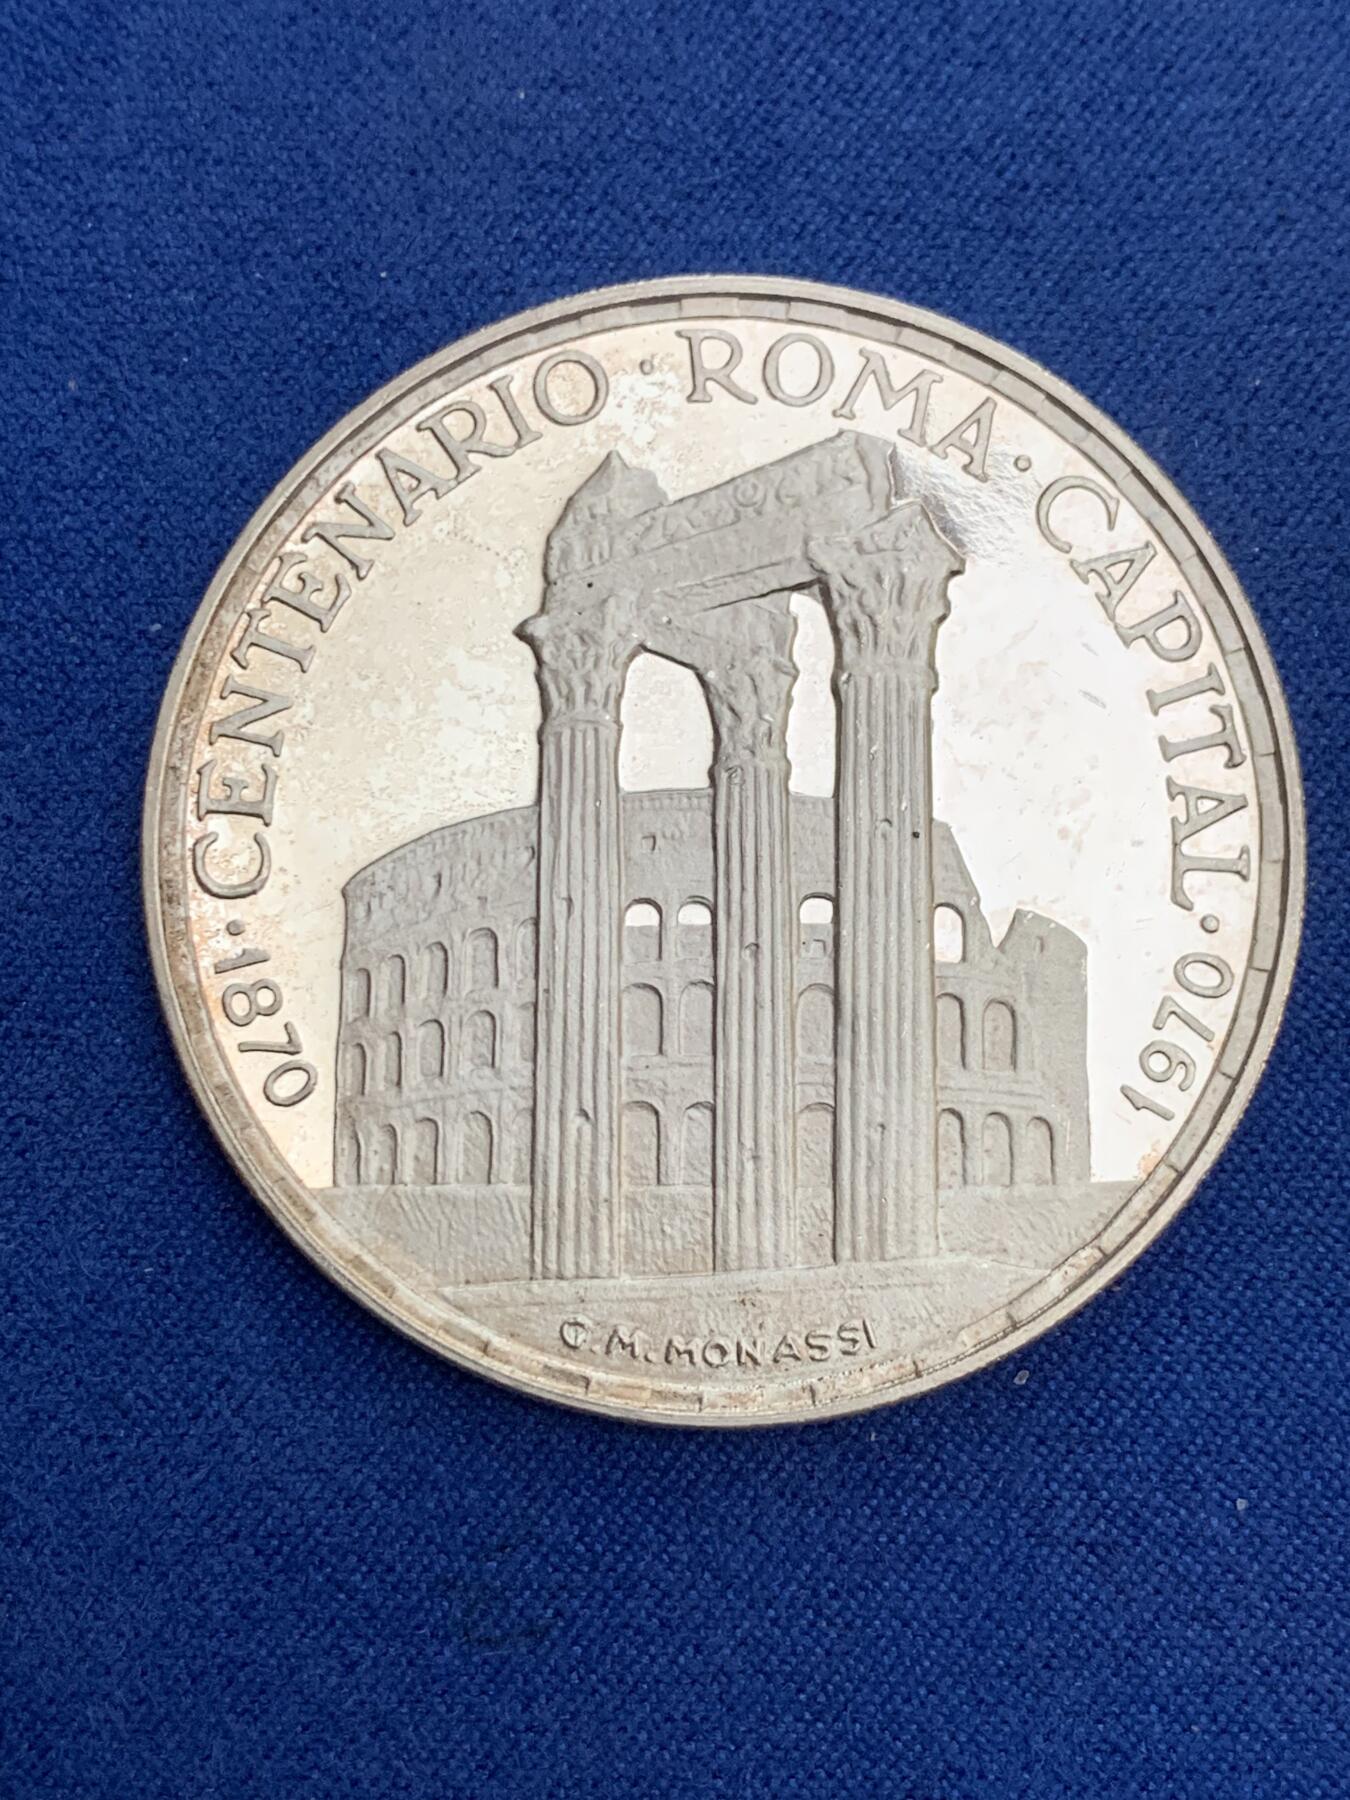 1870 · CENTENARIO · ROMA · CAPITAL · 1970
C.M. MONASSI